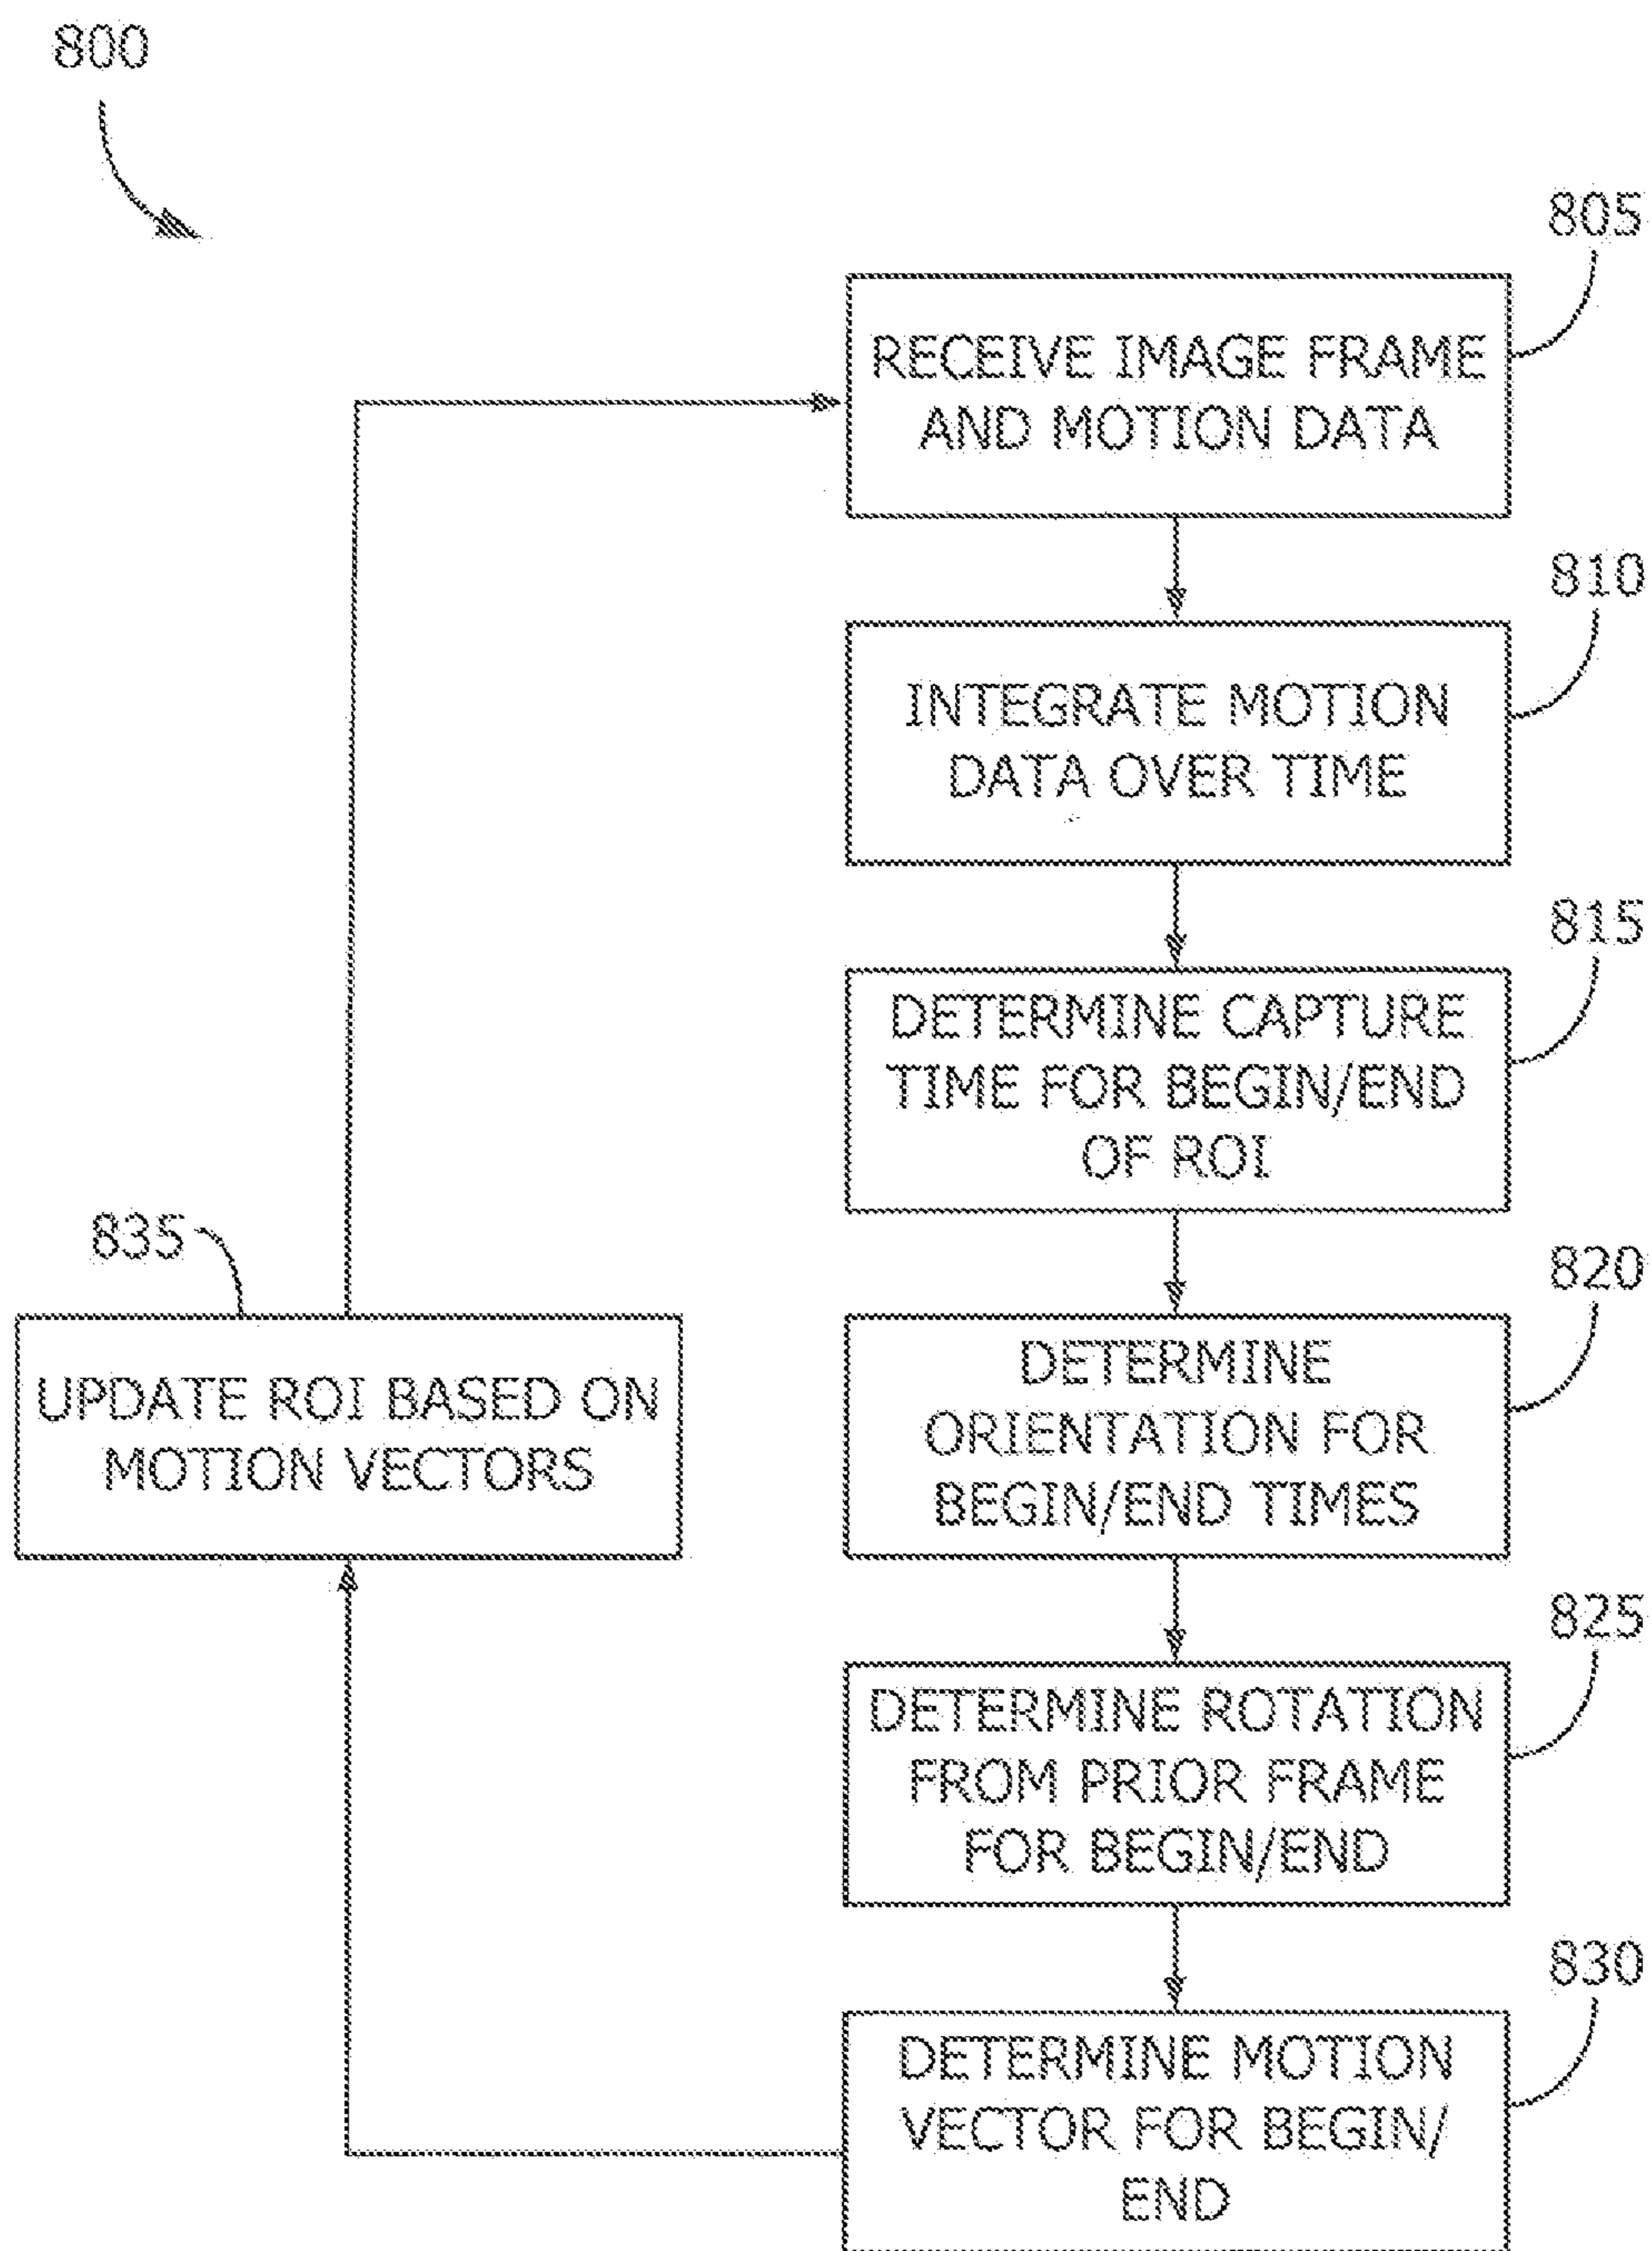 800
805
RECEIVE IMAGE FRAME
AND MOTION DATA
810
INTEGRATE MOTION
DATA OVER TIME
815
DETERMINE CAPTURE
TIME FOR BEGIN/END
OF ROI
820
DETERMINE
ORIENTATION FOR
BEGIN/END TIMES
825
DETERMINE ROTATION
FROM PRIOR FRAME
FOR BEGIN/END
830
DETERMINE MOTION
VECTOR FOR BEGIN/
END
835
UPDATE ROI BASED ON
MOTION VECTORS